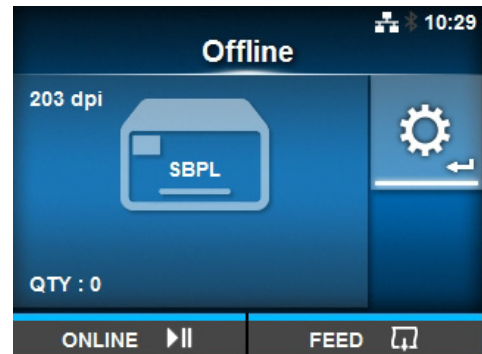 10:29
Offline
203 dpi
SBPL
QTY : 0
ONLINE FEED